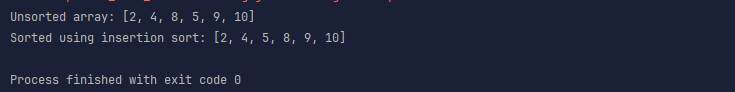 Unsorted array: [2, 4, 8, 5, 9, 10]
Sorted using insertion sort: [2, 4, 5, 8, 9, 10]
Process finished with exit code 0